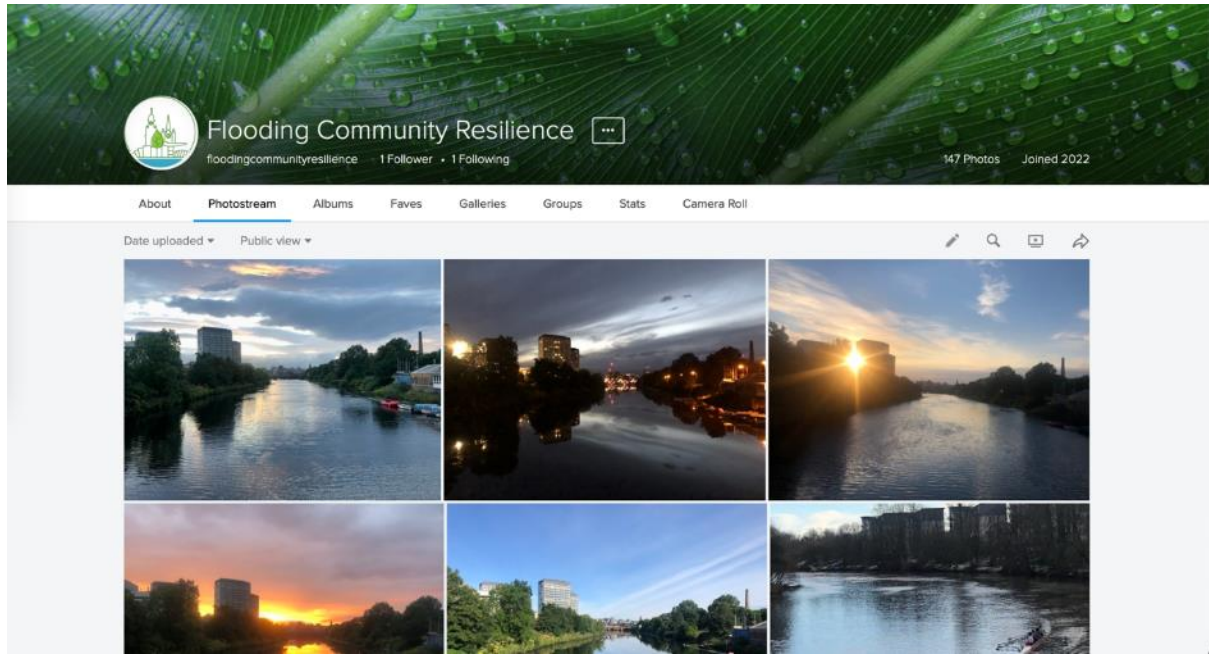 Flooding Community Resilience
floodingcommunityresilience 1 Follower • 1 Following
147 Photos Joined 2022
About Photostream Albums Faves Galleries Groups Stats Camera Roll
Date uploaded Public view